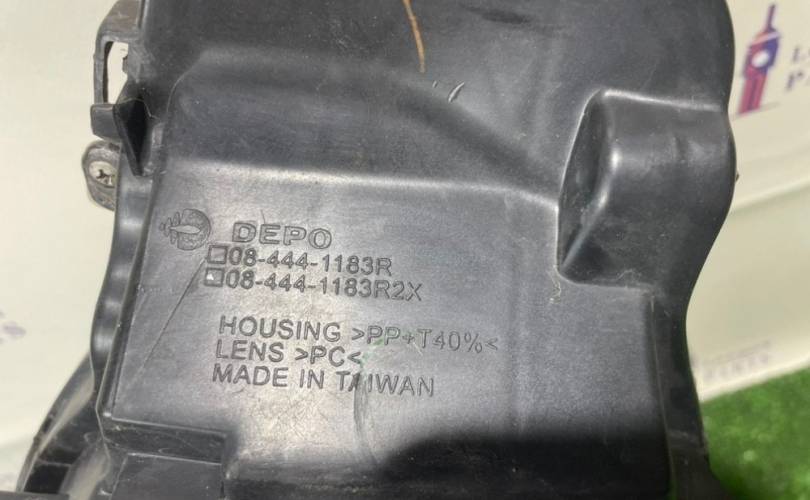 DEPO
☐08-444-1183R
☐08-444-1183R2X
HOUSING >PP+T40%<
LENS >PC<
MADE IN TAIWAN